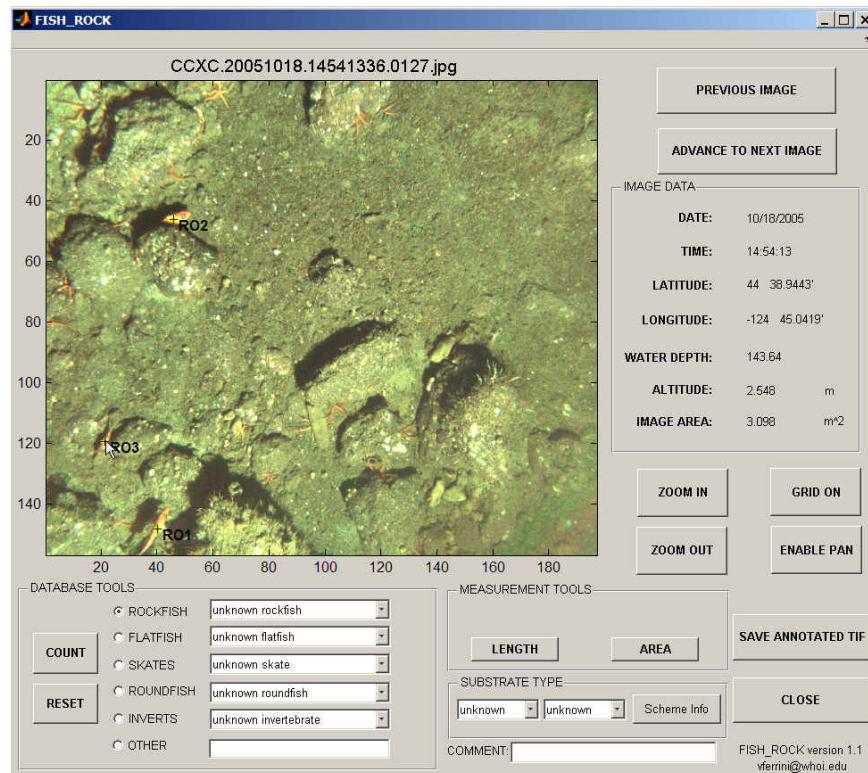 FISH_ROCK
CCXC.20051018.14541336.0127.jpg
20
40
60
80
100
120
140
20 40 60 80 100 120 140 160 180
RO2
RO3
RO1
PREVIOUS IMAGE
ADVANCE TO NEXT IMAGE
IMAGE DATA
DATE: 10/18/2005
TIME: 14:54:13
LATITUDE: 44 38.9443'
LONGITUDE: -124 45.0419'
WATER DEPTH: 143.64
ALTITUDE: 2.548 m
IMAGE AREA: 3.098 m^2
ZOOM IN
GRID ON
ZOOM OUT
ENABLE PAN
DATABASE TOOLS
COUNT
RESET
ROCKFISH unknown rockfish
FLATFISH unknown flatfish
SKATES unknown skate
ROUNDFISH unknown roundfish
INVERTS unknown invertebrate
OTHER
MEASUREMENT TOOLS
LENGTH
AREA
SUBSTRATE TYPE
unknown
unknown
Scheme Info
COMMENT:
SAVE ANNOTATED TIF
CLOSE
FISH_ROCK version 1.1
vferrini@whoi.edu